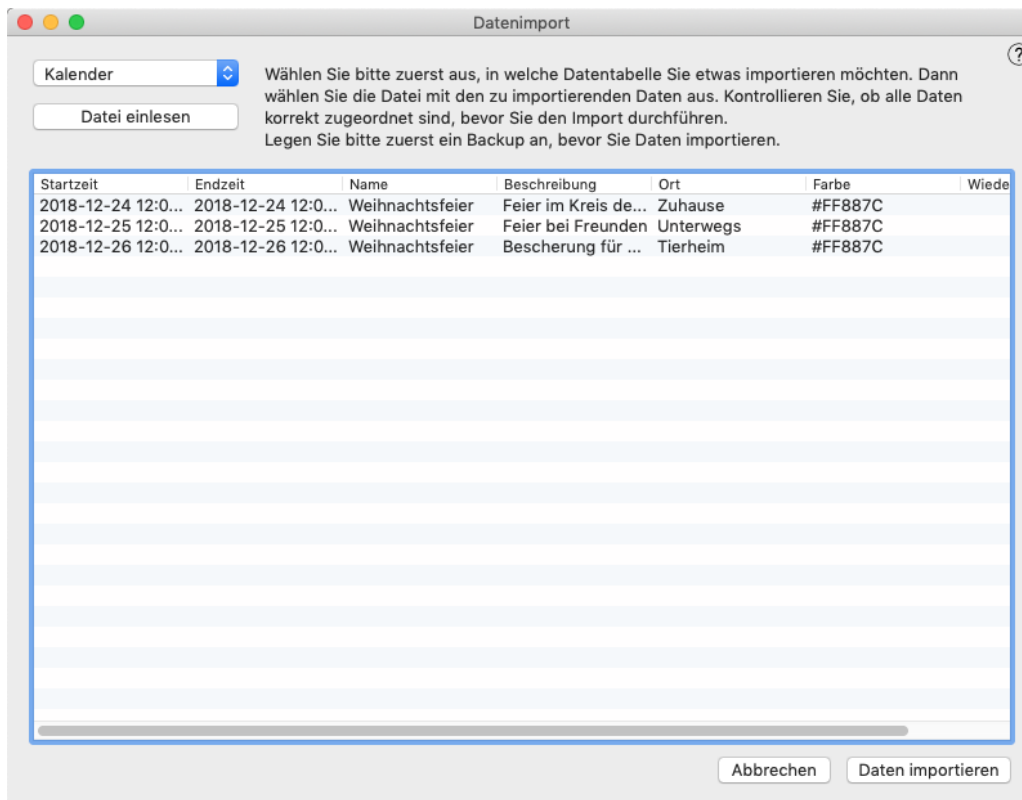 Datenimport
?
Kalender
Wählen Sie bitte zuerst aus, in welche Datentabelle Sie etwas importieren möchten. Dann
wählen Sie die Datei mit den zu importierenden Daten aus. Kontrollieren Sie, ob alle Daten
Datei einlesen
korrekt zugeordnet sind, bevor Sie den Import durchführen.
Legen Sie bitte zuerst ein Backup an, bevor Sie Daten importieren.
Startzeit Endzeit Name Beschreibung Ort Farbe Wiede
2018-12-24 12:0... 2018-12-24 12:0... Weihnachtsfeier Feier im Kreis de... Zuhause #FF887C
2018-12-25 12:0... 2018-12-25 12:0... Weihnachtsfeier Feier bei Freunden Unterwegs #FF887C
2018-12-26 12:0... 2018-12-26 12:0... Weihnachtsfeier Bescherung für ... Tierheim #FF887C
Abbrechen Daten importieren